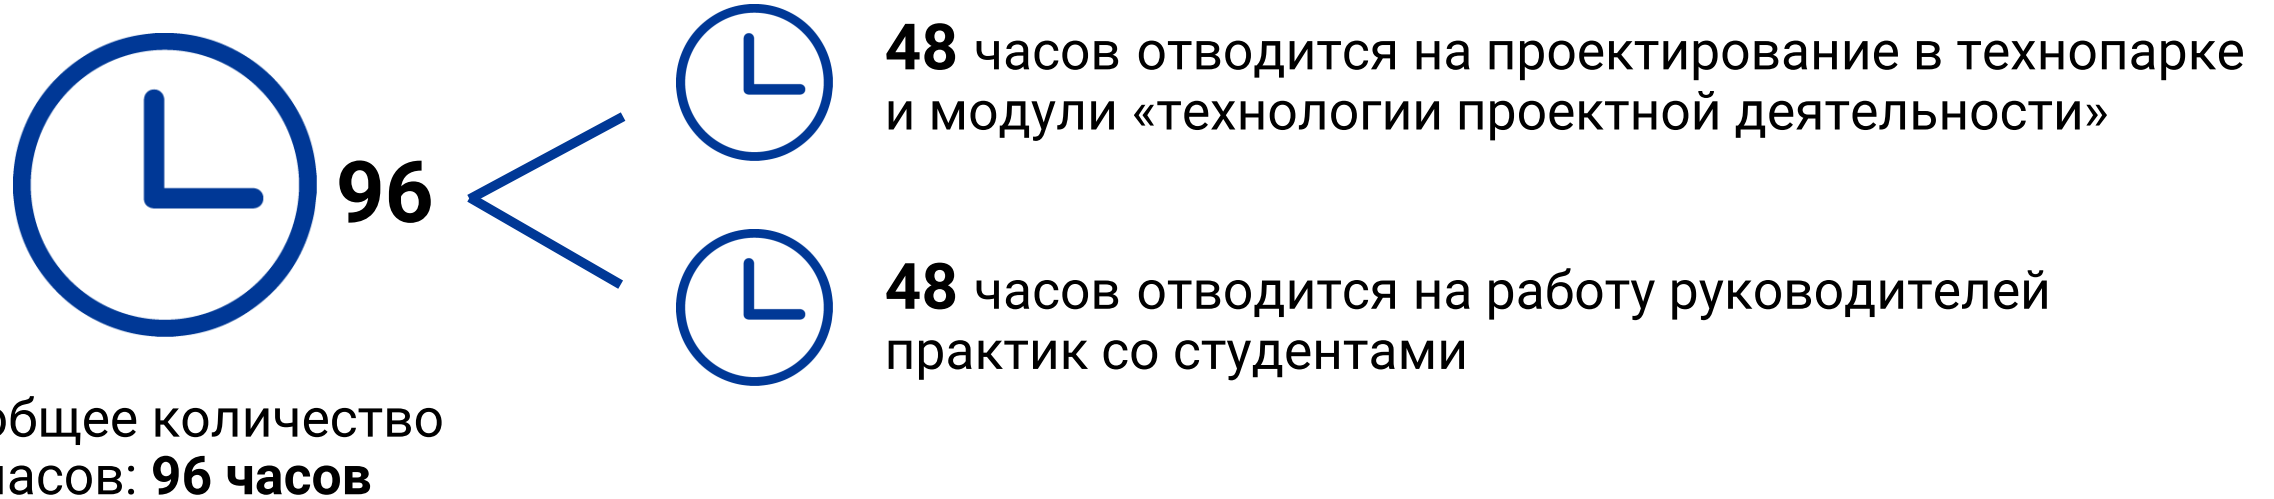 48 часов отводится на проектирование в технопарке
и модули «технологии проектной деятельности»
96
48 часов отводится на работу руководителей
практик со студентами
общее количество
часов: 96 часов